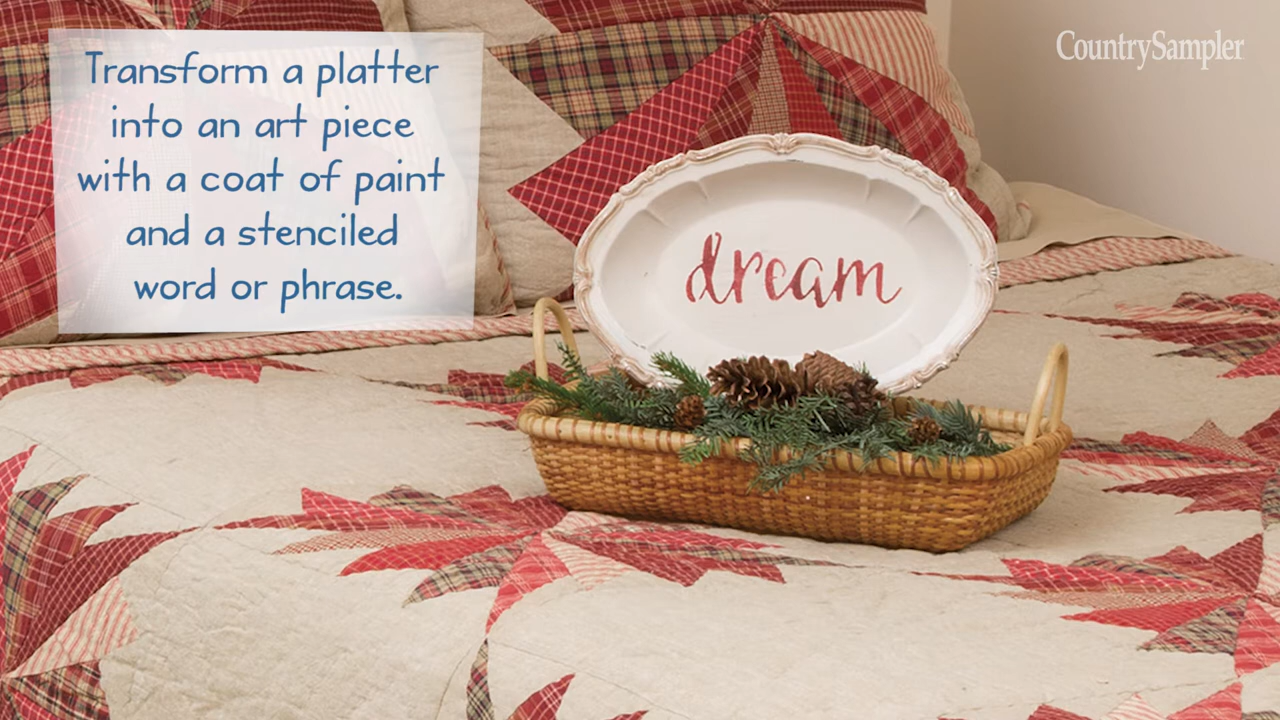 Transform a platter
into an art piece
with a coat of paint
and a stenciled
word or phrase.
CountrySampler
dream